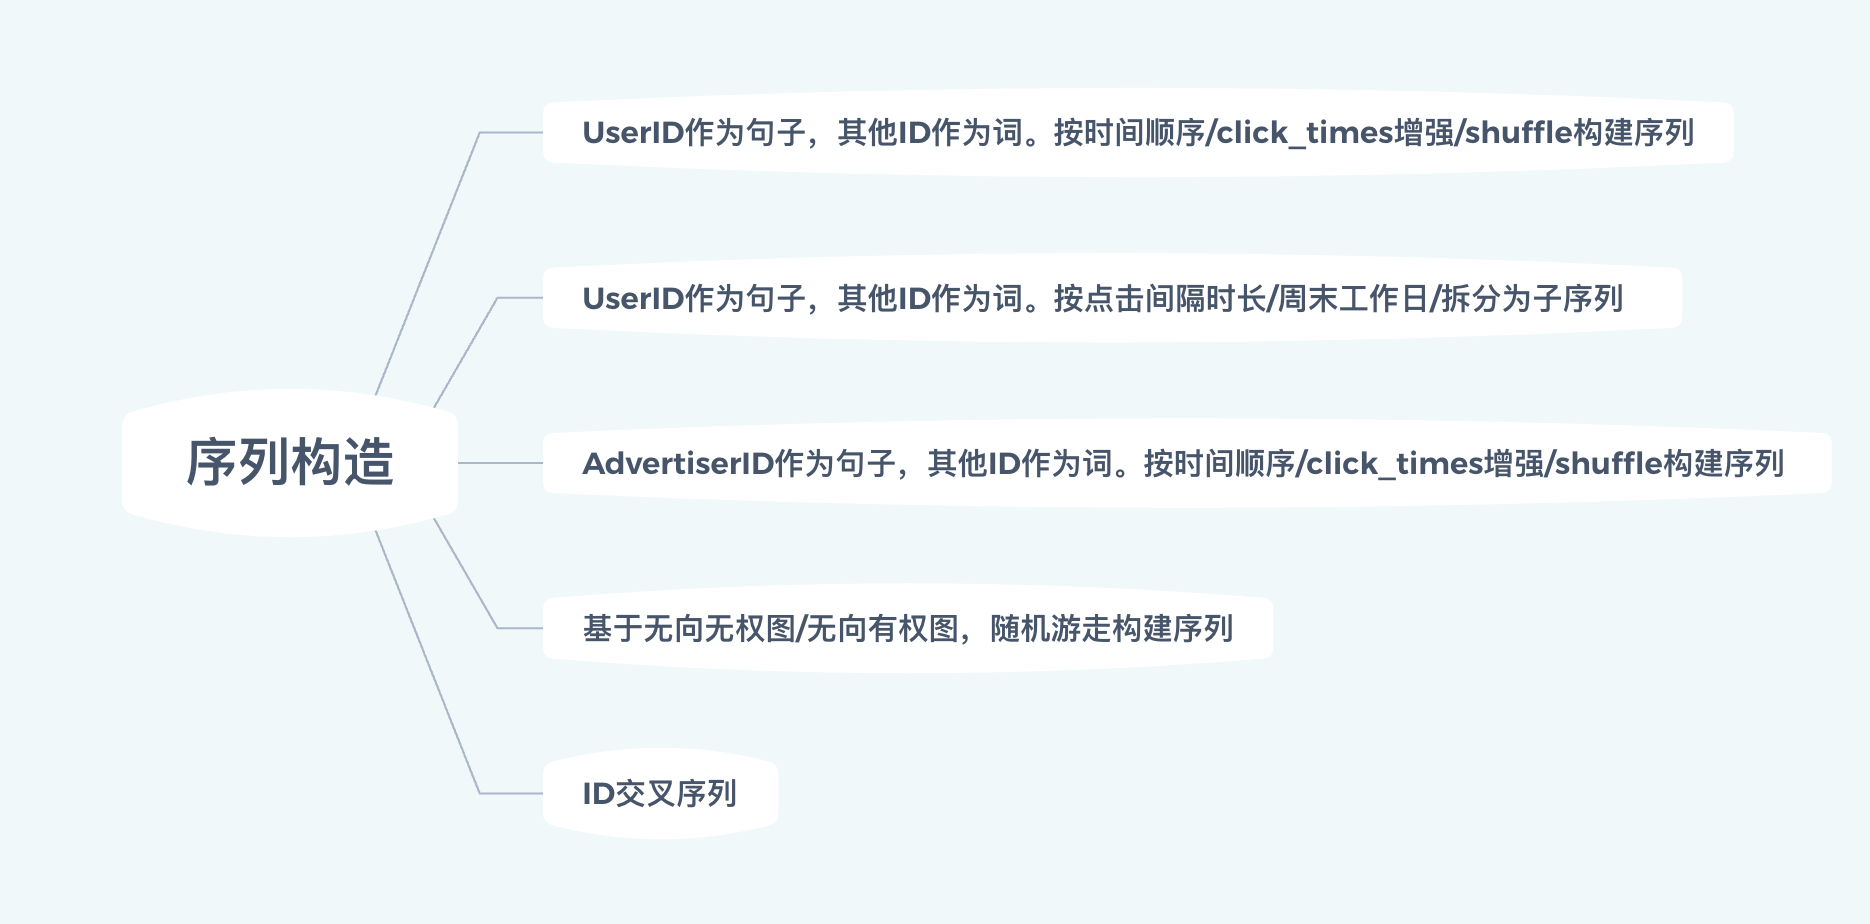 UserID作为句子，其他ID作为词。按时间顺序/click_times增强/shuffle构建序列
UserID作为句子，其他ID作为词。按点击间隔时长/周末工作日/拆分为子序列
序列构造
AdvertiserID作为句子，其他ID作为词。按时间顺序/click_times增强/shuffle构建序列
基于无向无权图/无向有权图，随机游走构建序列
ID交叉序列